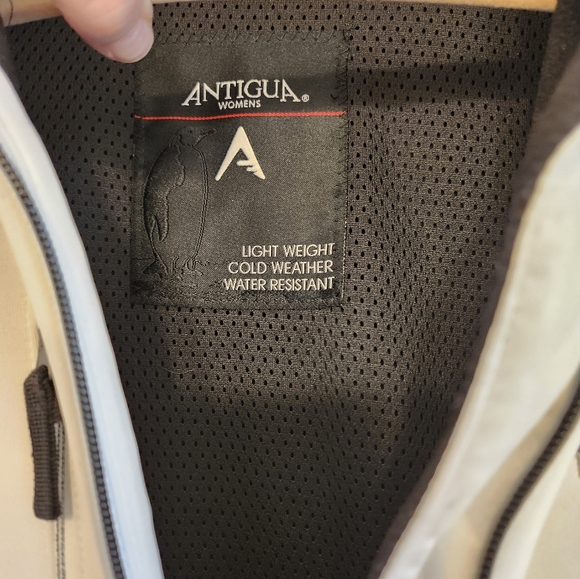 ANTIGUA®
WOMENS
A
LIGHT WEIGHT
COLD WEATHER
WATER RESISTANT